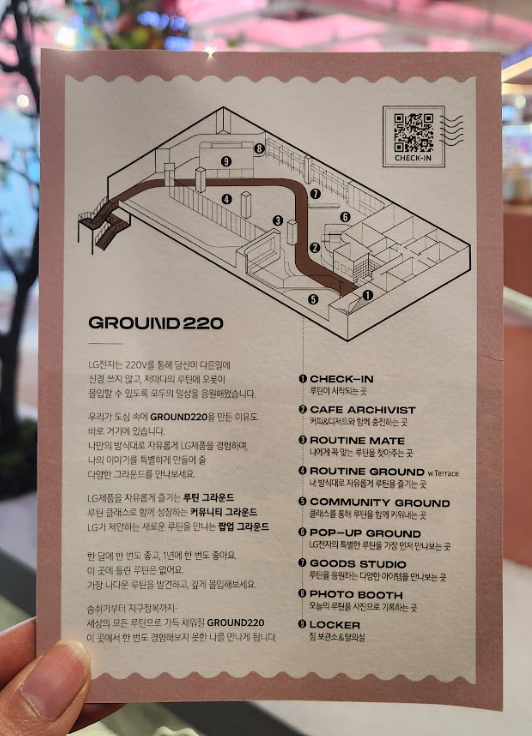 CHECK-IN
9
8
7
4
6
3
2
5
1
GROUND220
LG전자는 220V를 통해 당신이 다른일에
신경 쓰지 않고, 저마다의 루틴에 오롯이
몰입할 수 있도록 모두의 일상을 응원해왔습니다.
우리가 도심 속에 GROUND220을 만든 이유도
바로 거기에 있습니다.
나만의 방식대로 자유롭게 LG제품을 경험하며,
나의 이야기를 특별하게 만들어 줄
다양한 그라운드를 만나보세요.
LG제품을 자유롭게 즐기는 루틴 그라운드
루틴 클래스로 함께 성장하는 커뮤니티 그라운드
LG가 제안하는 새로운 루틴을 만나는 팝업 그라운드
한 달에 한 번도 좋고, 1년에 한 번도 좋아요.
이 곳에 틀린 루틴은 없어요.
가장 나다운 루틴을 발견하고, 깊게 몰입해보세요.
숨쉬기부터 지구정복까지-
세상의 모든 루틴으로 가득 채워질 GROUND220
이 곳에서 한 번도 경험해보지 못한 나를 만나게 됩니다.
1 CHECK-IN
루틴이 시작되는 곳
2 CAFE ARCHIVIST
커피&디저트와 함께 충전하는 곳
3 ROUTINE MATE
나에게 꼭 맞는 루틴을 찾아주는 곳
4 ROUTINE GROUND w.Terrace
내 방식대로 자유롭게 루틴을 즐기는 곳
5 COMMUNITY GROUND
클래스를 통해 루틴을 함께 키워내는 곳
6 POP-UP GROUND
LG전자의 특별한 루틴을 가장 먼저 만나보는 곳
7 GOODS STUDIO
루틴을 응원하는 다양한 아이템을 만나보는 곳
8 PHOTO BOOTH
오늘의 루틴을 사진으로 기록하는 곳
9 LOCKER
짐 보관소&탈의실